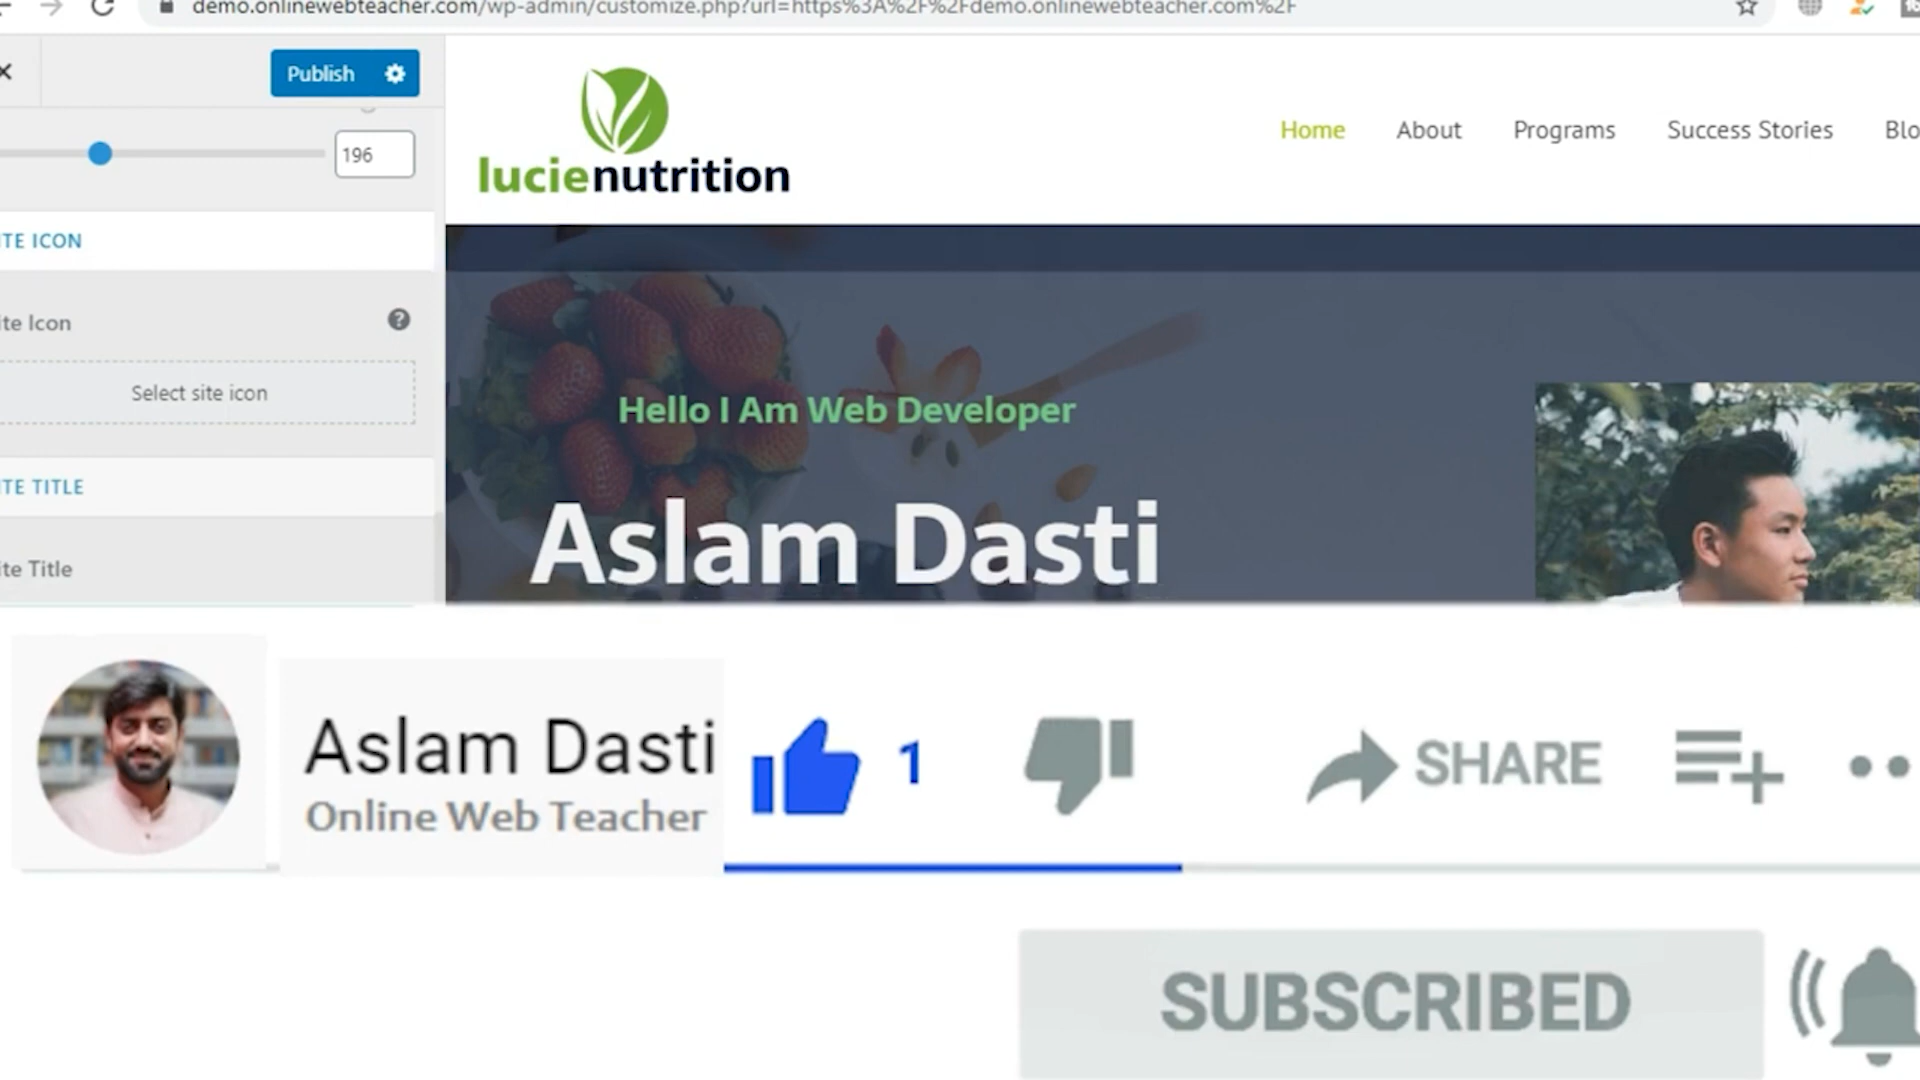 demo.onlinewebteacher.com/wp-admin/customize.php?url=https%3A%2F%2Fdemo.onlinewebteacher.com%2F
Publish
196
lucienutrition
Home About Programs Success Stories Blo
TE ICON
te Icon
Select site icon
TE TITLE
te Title
Hello I Am Web Developer
Aslam Dasti
Aslam Dasti
Online Web Teacher
1
SHARE
SUBSCRIBED